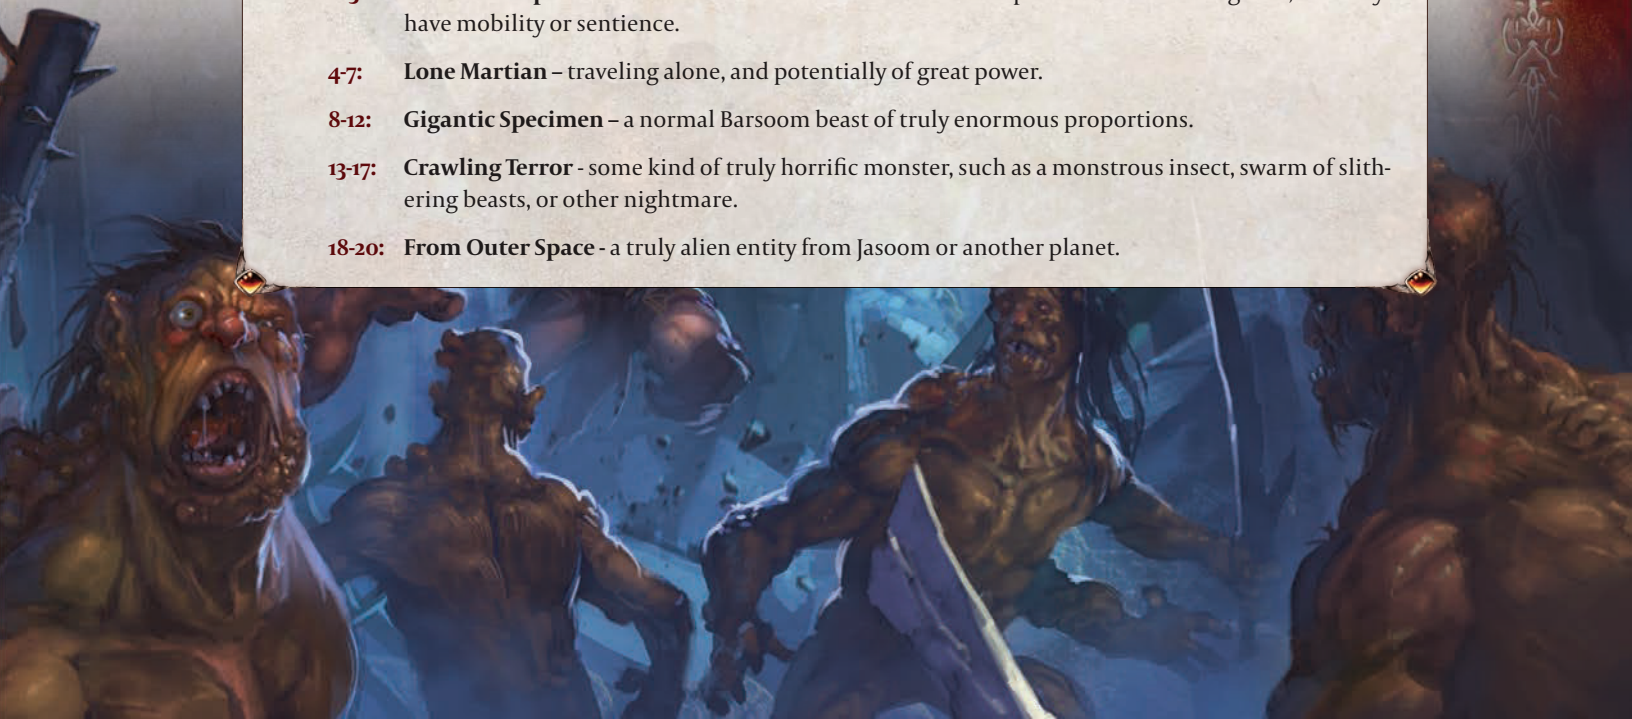 have mobility or sentience.
4-7: Lone Martian – traveling alone, and potentially of great power.
8-12: Gigantic Specimen – a normal Barsoom beast of truly enormous proportions.
13-17: Crawling Terror - some kind of truly horrific monster, such as a monstrous insect, swarm of slith-
ering beasts, or other nightmare.
18-20: From Outer Space - a truly alien entity from Jasoom or another planet.